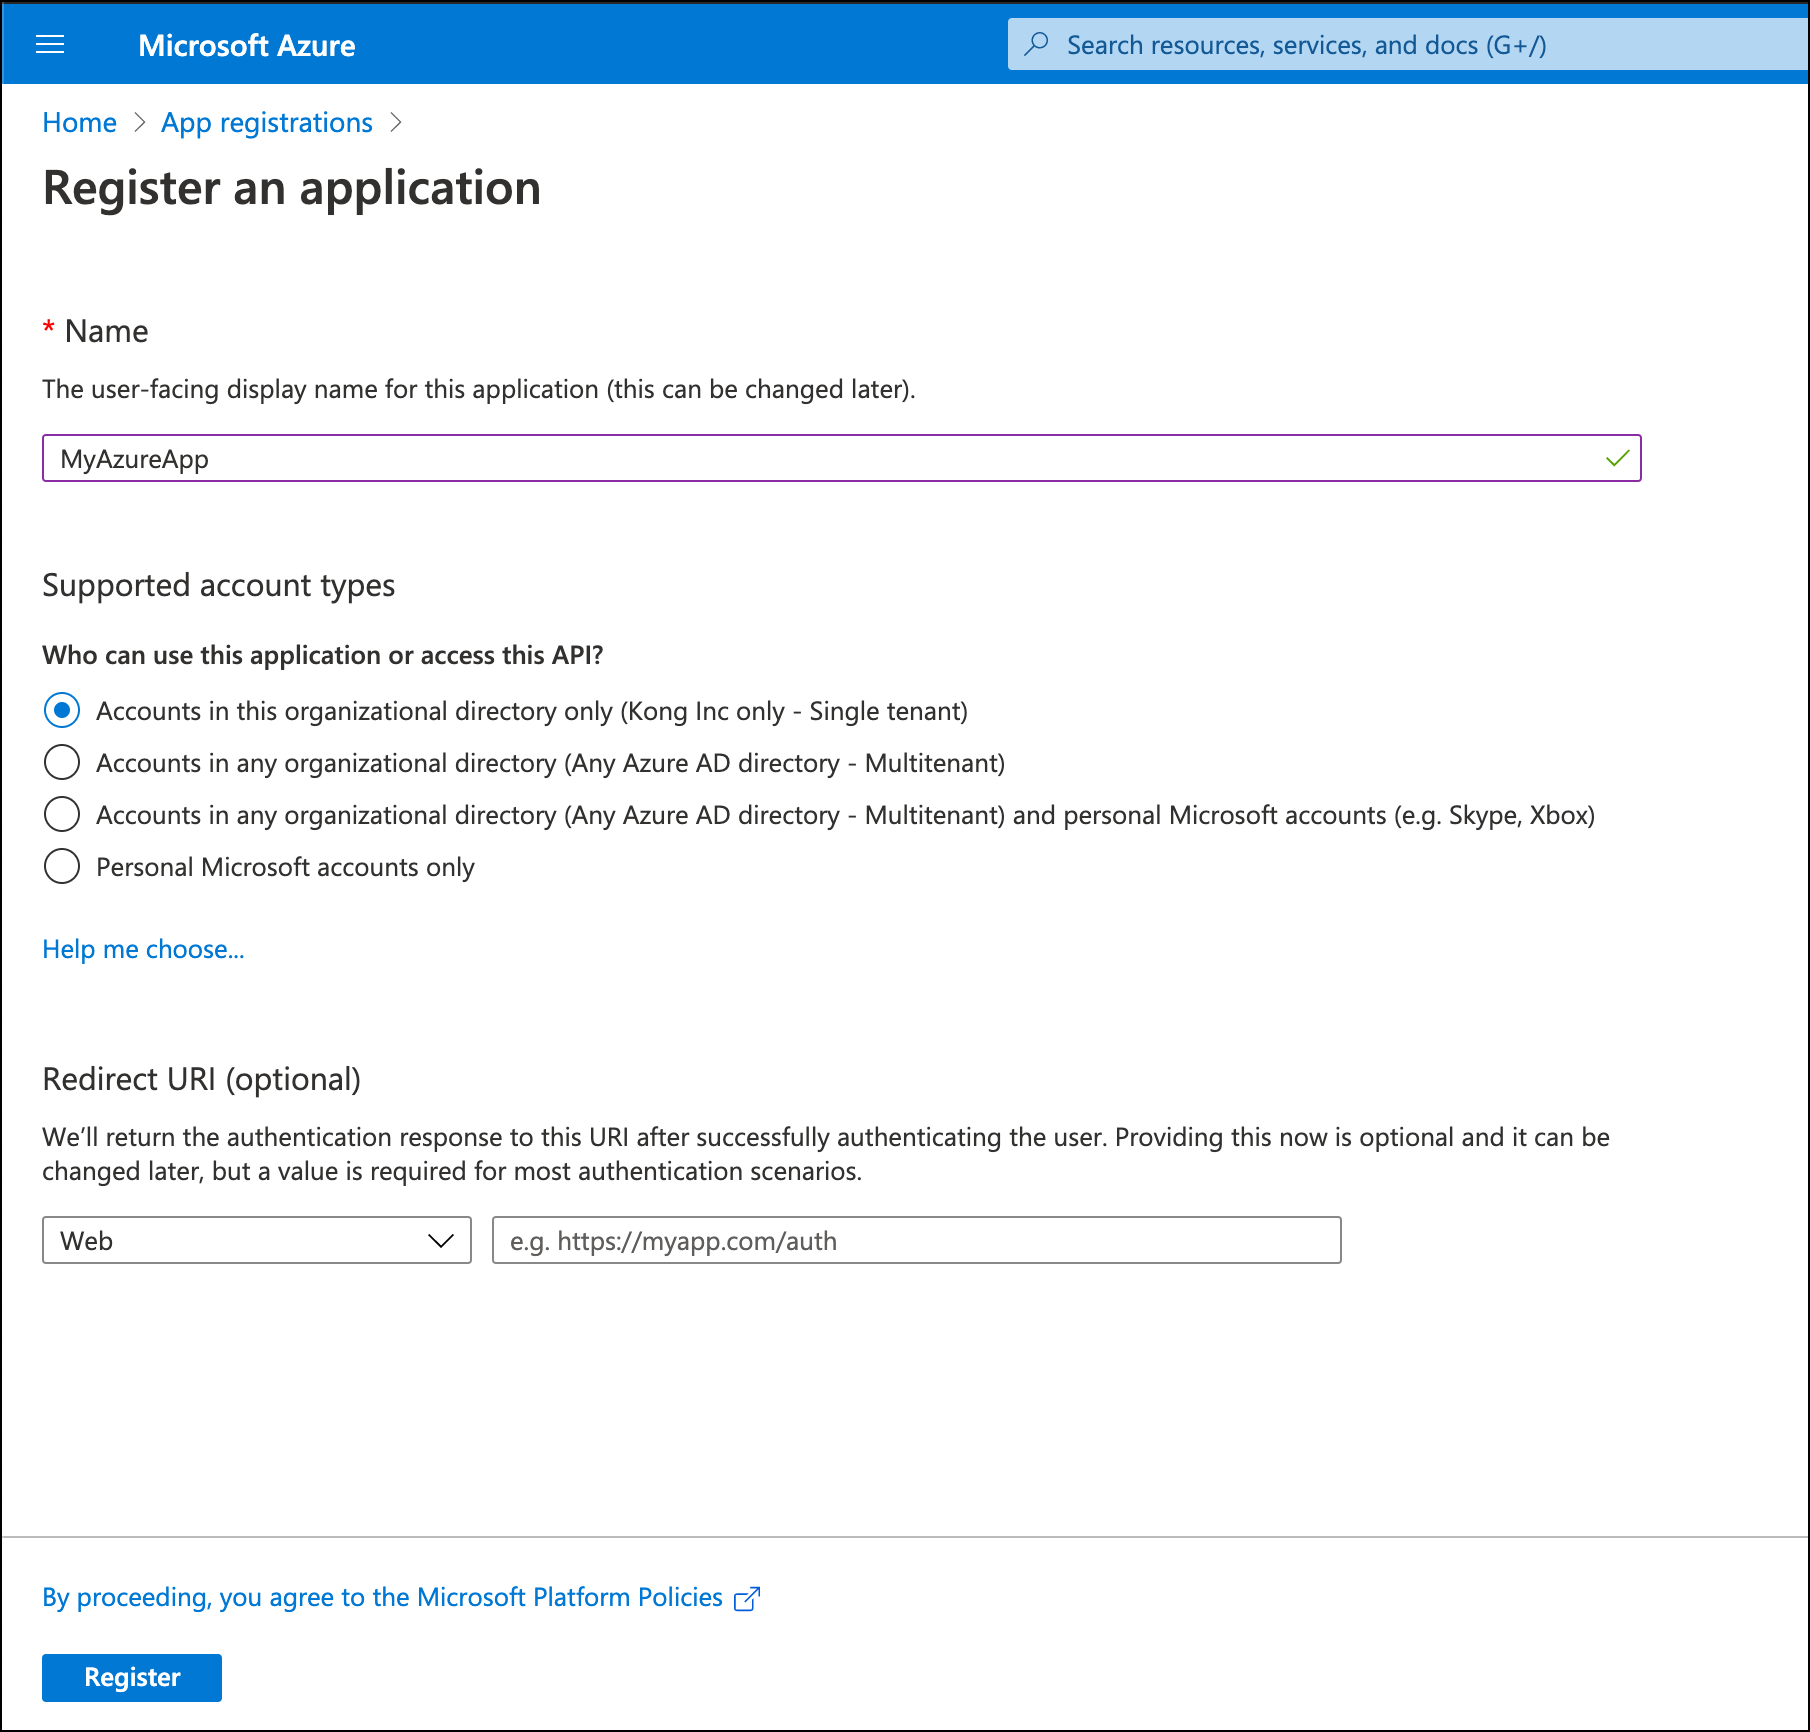 Microsoft Azure
Search resources, services, and docs (G+/)
Home > App registrations >
Register an application
* Name
The user-facing display name for this application (this can be changed later).
MyAzureApp
Supported account types
Who can use this application or access this API?
Accounts in this organizational directory only (Kong Inc only - Single tenant)
Accounts in any organizational directory (Any Azure AD directory - Multitenant)
Accounts in any organizational directory (Any Azure AD directory - Multitenant) and personal Microsoft accounts (e.g. Skype, Xbox)
Personal Microsoft accounts only
Help me choose...
Redirect URI (optional)
We’ll return the authentication response to this URI after successfully authenticating the user. Providing this now is optional and it can be
changed later, but a value is required for most authentication scenarios.
Web
e.g. https://myapp.com/auth
By proceeding, you agree to the Microsoft Platform Policies
Register